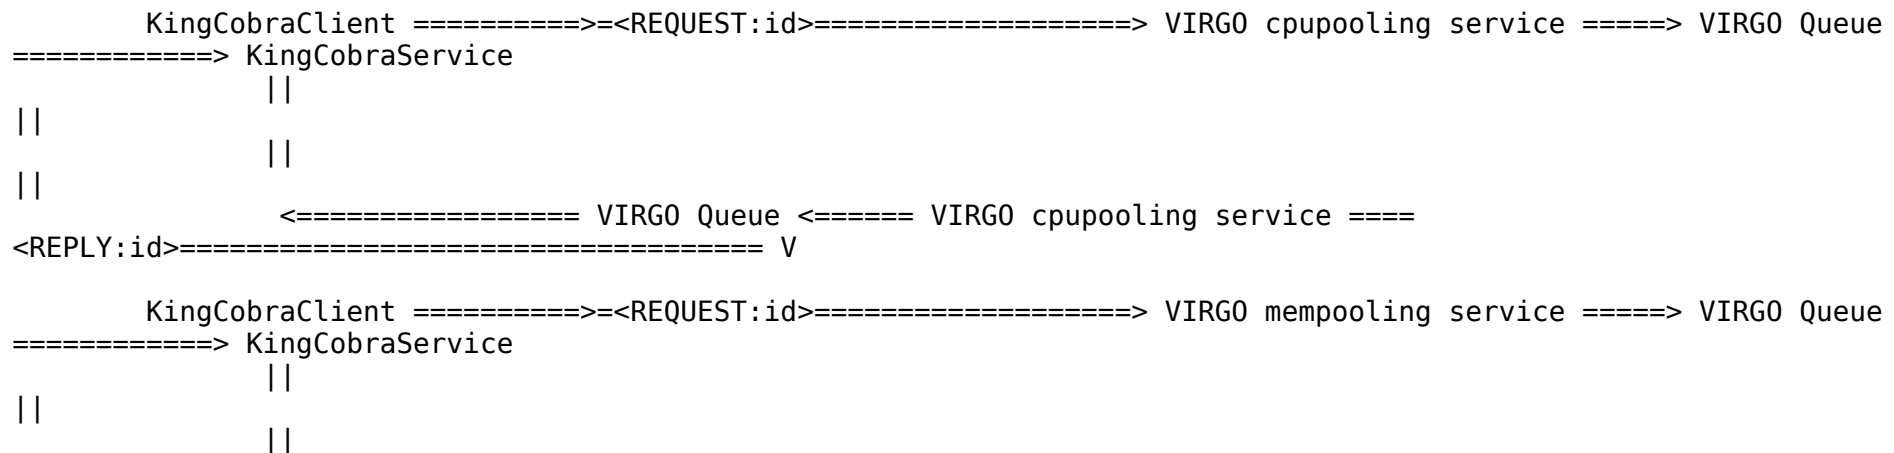 KingCobraClient ==========>=<REQUEST:id>===================> VIRGO cpupooling service =====> VIRGO Queue
============> KingCobraService
||
||
||
||
<================= VIRGO Queue <====== VIRGO cpupooling service ====
<REPLY:id>=================================== V
KingCobraClient ==========>=<REQUEST:id>===================> VIRGO mempooling service =====> VIRGO Queue
============> KingCobraService
||
||
||